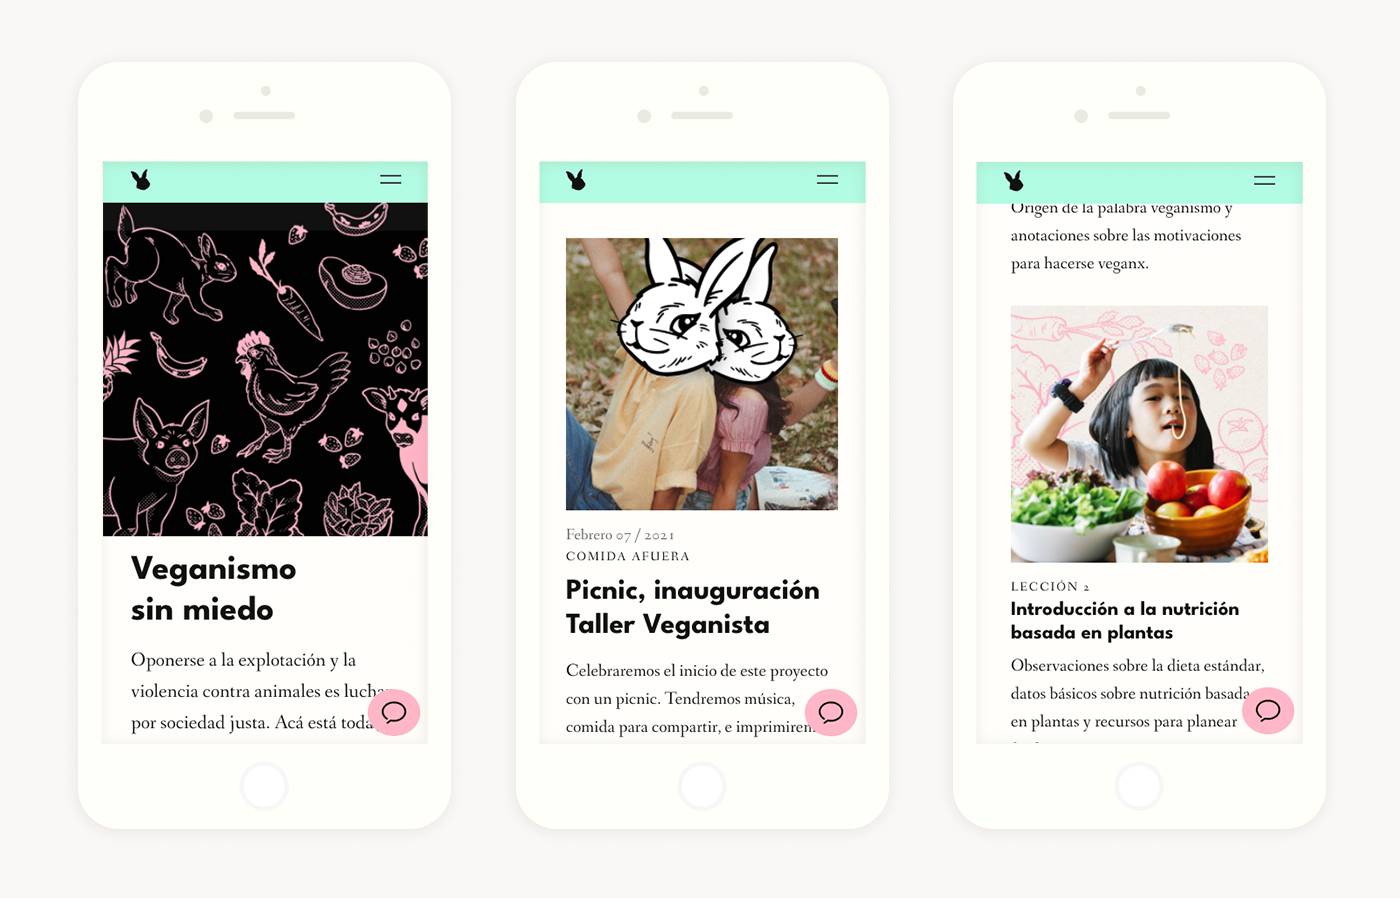 Veganismo
sin miedo
Oponerse a la explotación y la
violencia contra animales es
por sociedad justa. Acá está
Febrero 07 / 2021
COMIDA AFUERA
Picnic, inauguración
Taller Veganista
Celebraremos el inicio de este proyecto
con un picnic. Tendremos música,
comida para compartir, e
Origen de la palabra veganismo y
anotaciones sobre las motivaciones
para hacerse veganx.
LECCIÓN 2
Introducción a la nutrición
basada en plantas
Observaciones sobre la dieta estándar,
datos básicos sobre nutrición basada
en plantas y recursos para planear